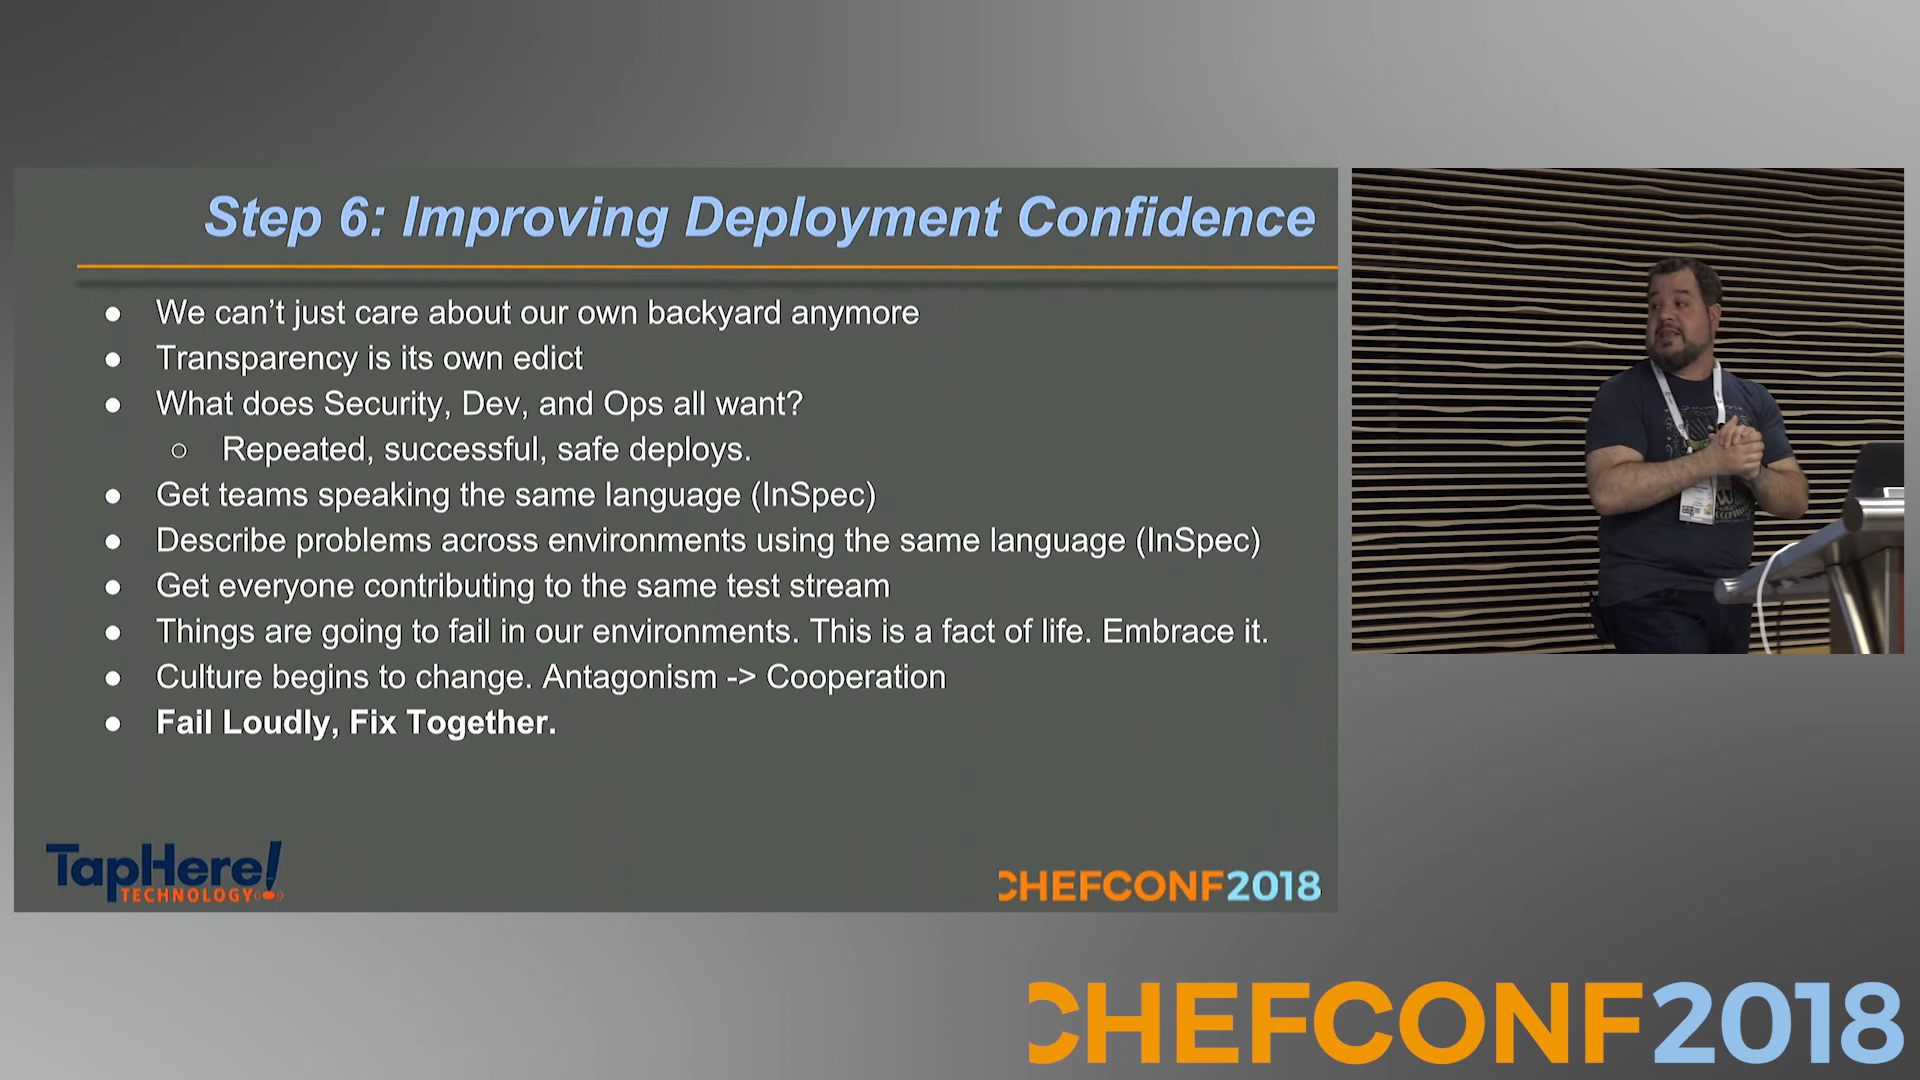 Step 6: Improving Deployment Confidence
● We can’t just care about our own backyard anymore
● Transparency is its own edict
● What does Security, Dev, and Ops all want?
○ Repeated, successful, safe deploys.
● Get teams speaking the same language (InSpec)
● Describe problems across environments using the same language (InSpec)
● Get everyone contributing to the same test stream
● Things are going to fail in our environments. This is a fact of life. Embrace it.
● Culture begins to change. Antagonism -> Cooperation
● Fail Loudly, Fix Together.
TapHere!
TECHNOLOGY
CHEFCONF2018
CHEFCONF2018